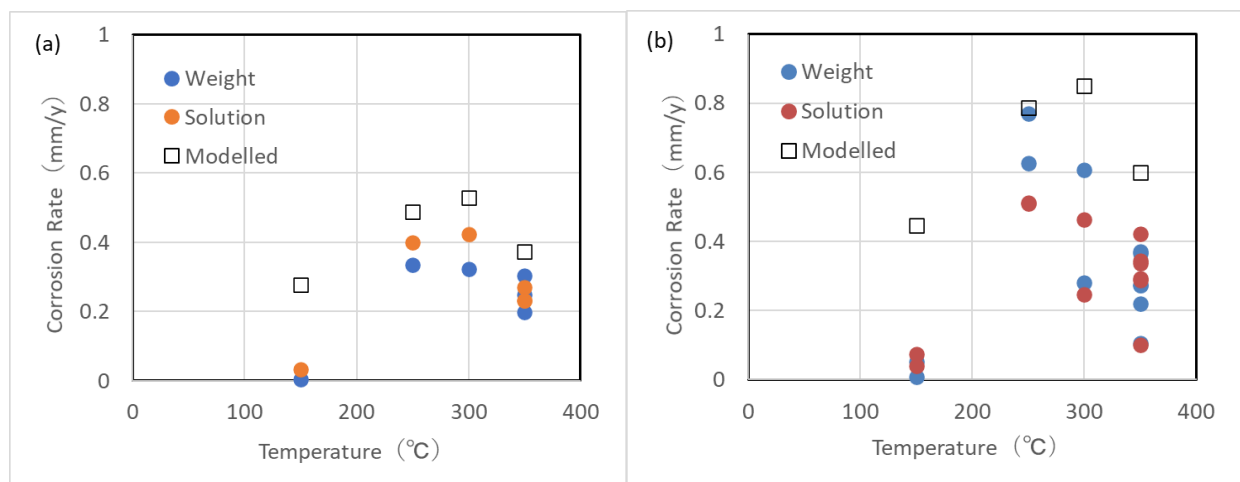 (a)
Weight
Solution
Modelled
Corrosion Rate（mm/y）
1
0.8
0.6
0.4
0.2
0
0 100 200 300 400
Temperature（℃）
(b)
Weight
Solution
Modelled
Corrosion Rate（mm/y）
1
0.8
0.6
0.4
0.2
0
0 100 200 300 400
Temperature（℃）